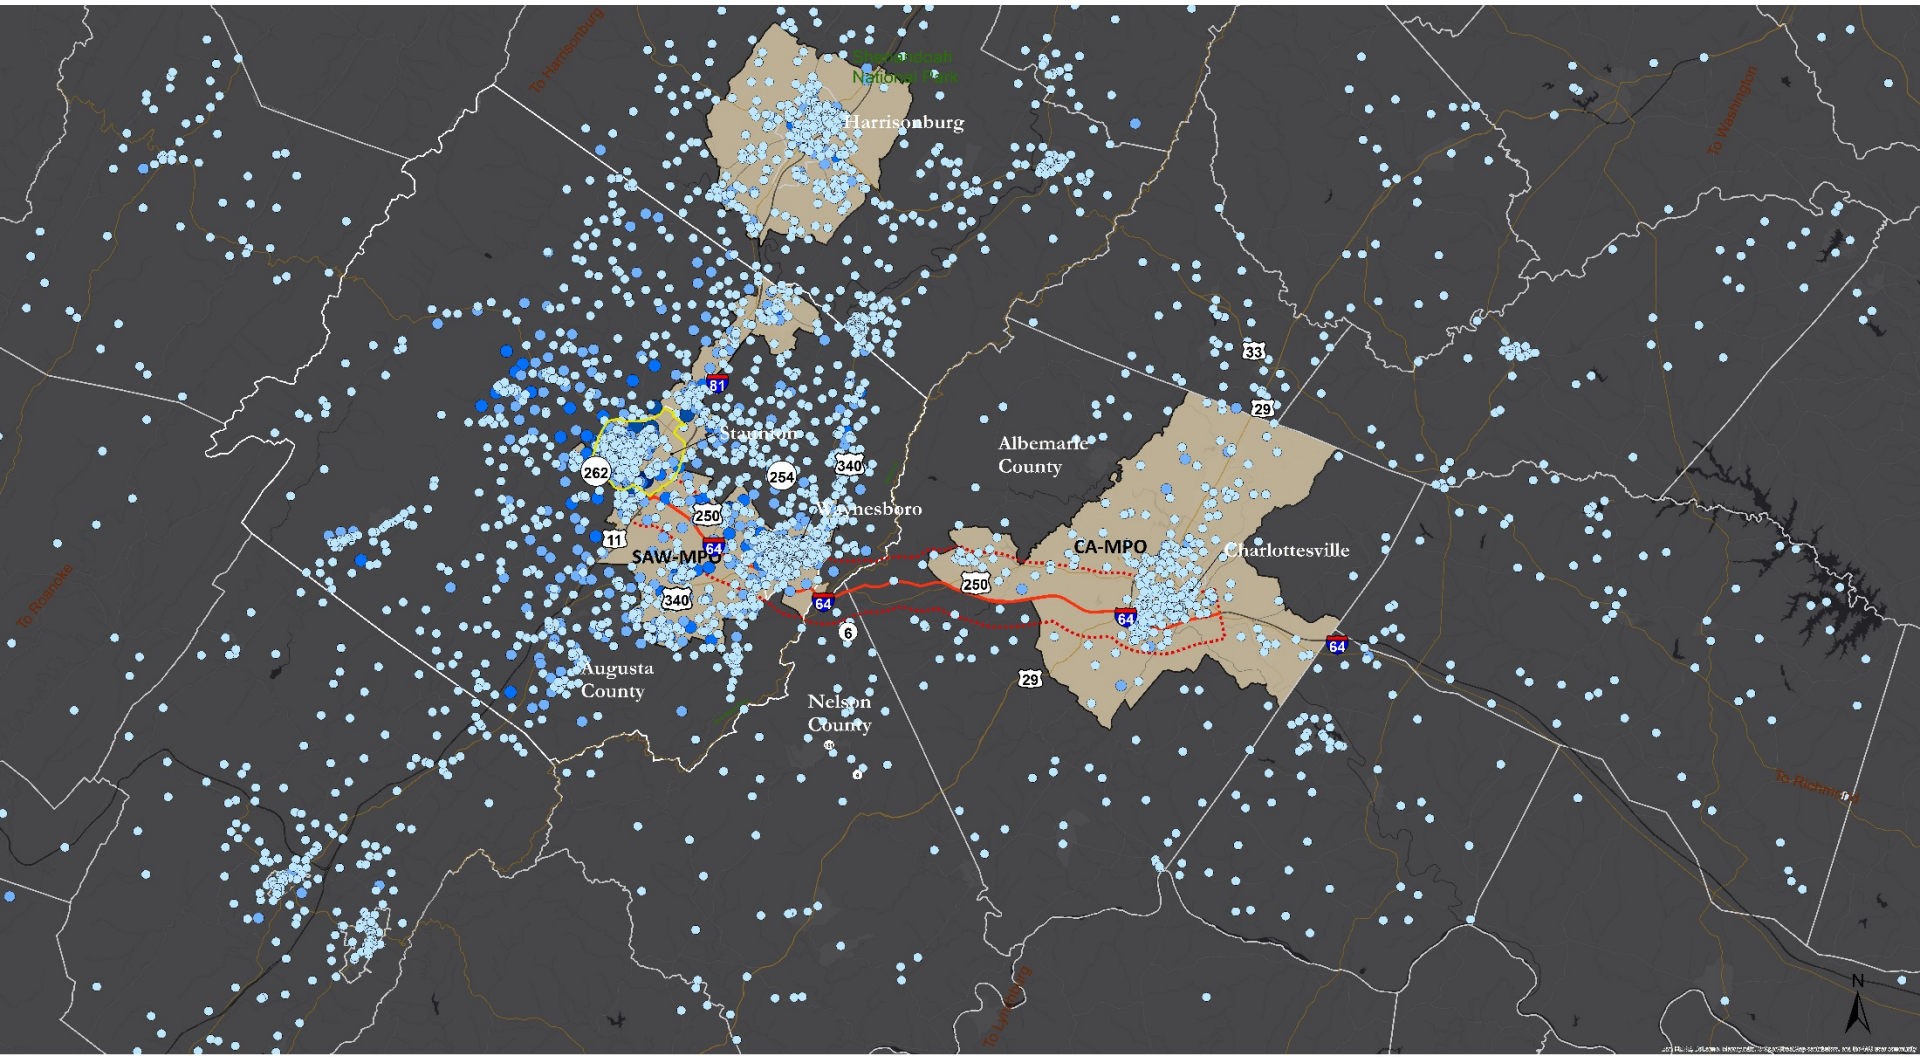 To Harrisonburg
Shenandoah
National Park
Harrisonburg
To Washington
33
29
81
Staunton
262
254
340
Albemarle
County
250
Waynesboro
11
64
SAW-MPO
CA-MPO
Charlottesville
250
340
64
64
6
64
To Roanoke
Augusta
County
29
Nelson
County
To Richmond
To Lynchburg
N